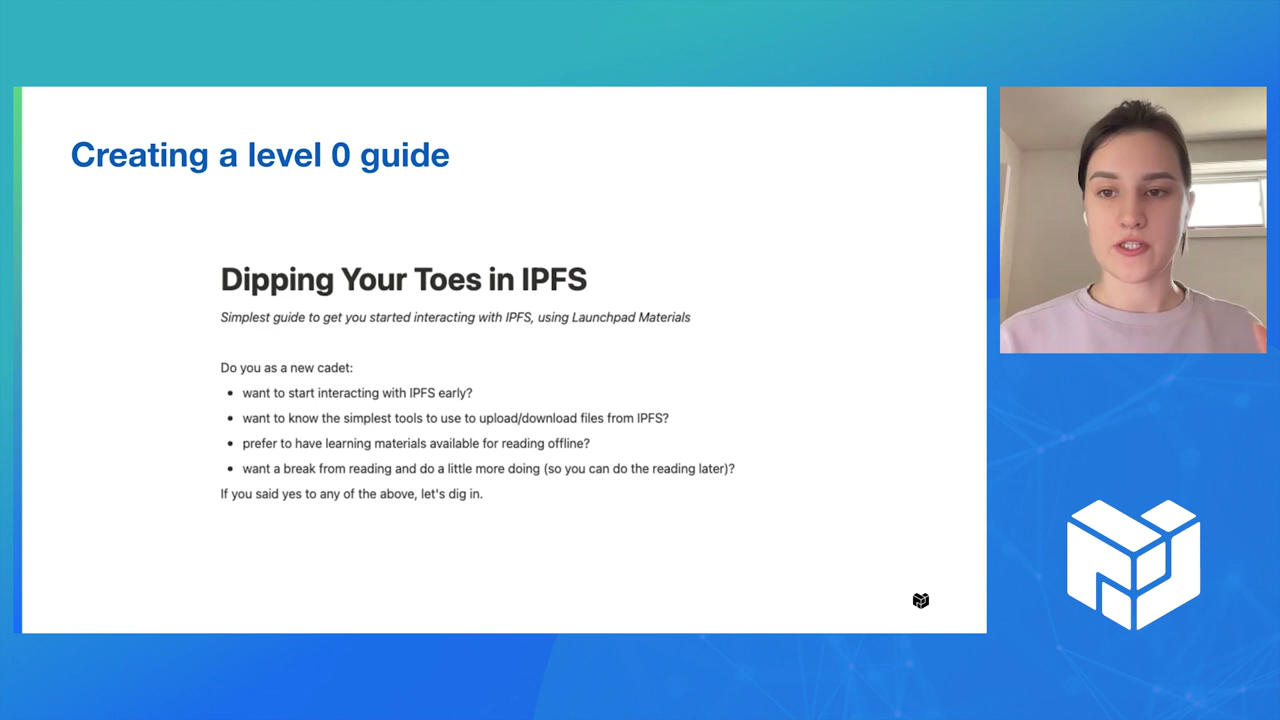 Creating a level 0 guide
Dipping Your Toes in IPFS
Simplest guide to get you started interacting with IPFS, using Launchpad Materials
Do you as a new cadet:
• want to start interacting with IPFS early?
• want to know the simplest tools to use to upload/download files from IPFS?
• prefer to have learning materials available for reading offline?
• want a break from reading and do a little more doing (so you can do the reading later)?
If you said yes to any of the above, let's dig in.